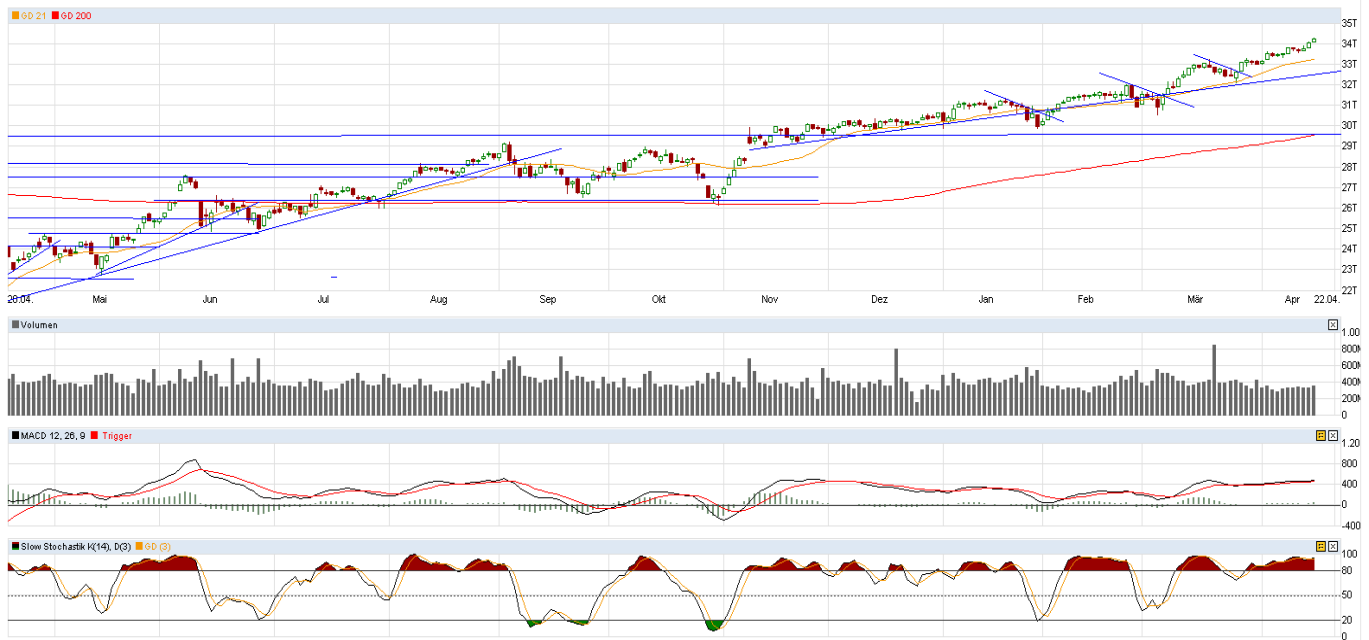 GD 21 GD 200
35T
34T
33T
32T
31T
30T
29T
28T
27T
26T
25T
24T
23T
22T
20.04. Mai Jun Jul Aug Sep Okt Nov Dez Jan Feb Mär Apr 22.04.
Volumen
1.00
800M
600M
400M
200M
0
MACD 12, 26, 9 Trigger
1.20
800
400
0
-400
Slow Stochastik K(14), D(3) GD (3)
100
80
50
20
0